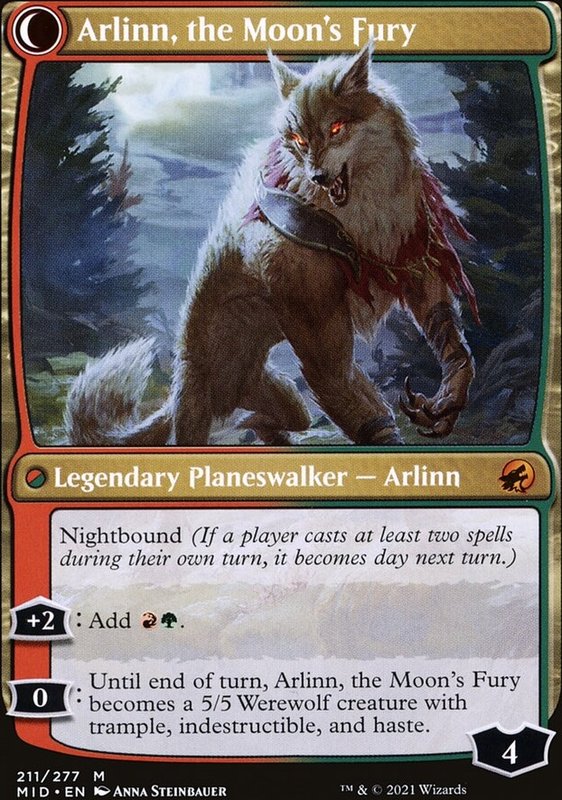 Arlinn, the Moon's Fury
Legendary Planeswalker — Arlinn
Nightbound (If a player casts at least two spells
during their own turn, it becomes day next turn.)
+2 : Add .
0 : Until end of turn, Arlinn, the Moon's Fury
becomes a 5/5 Werewolf creature with
trample, indestructible, and haste.
4
211/277 M
MID • EN ANNA STEINBAUER
™ & © 2021 Wizards